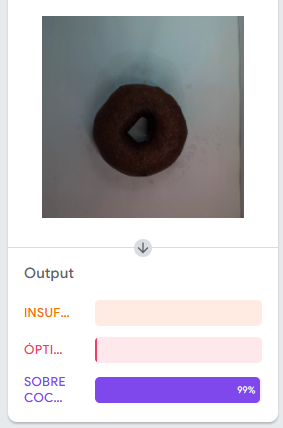 Output
INSUF...
ÓPTI...
SOBRE
COC...
99%